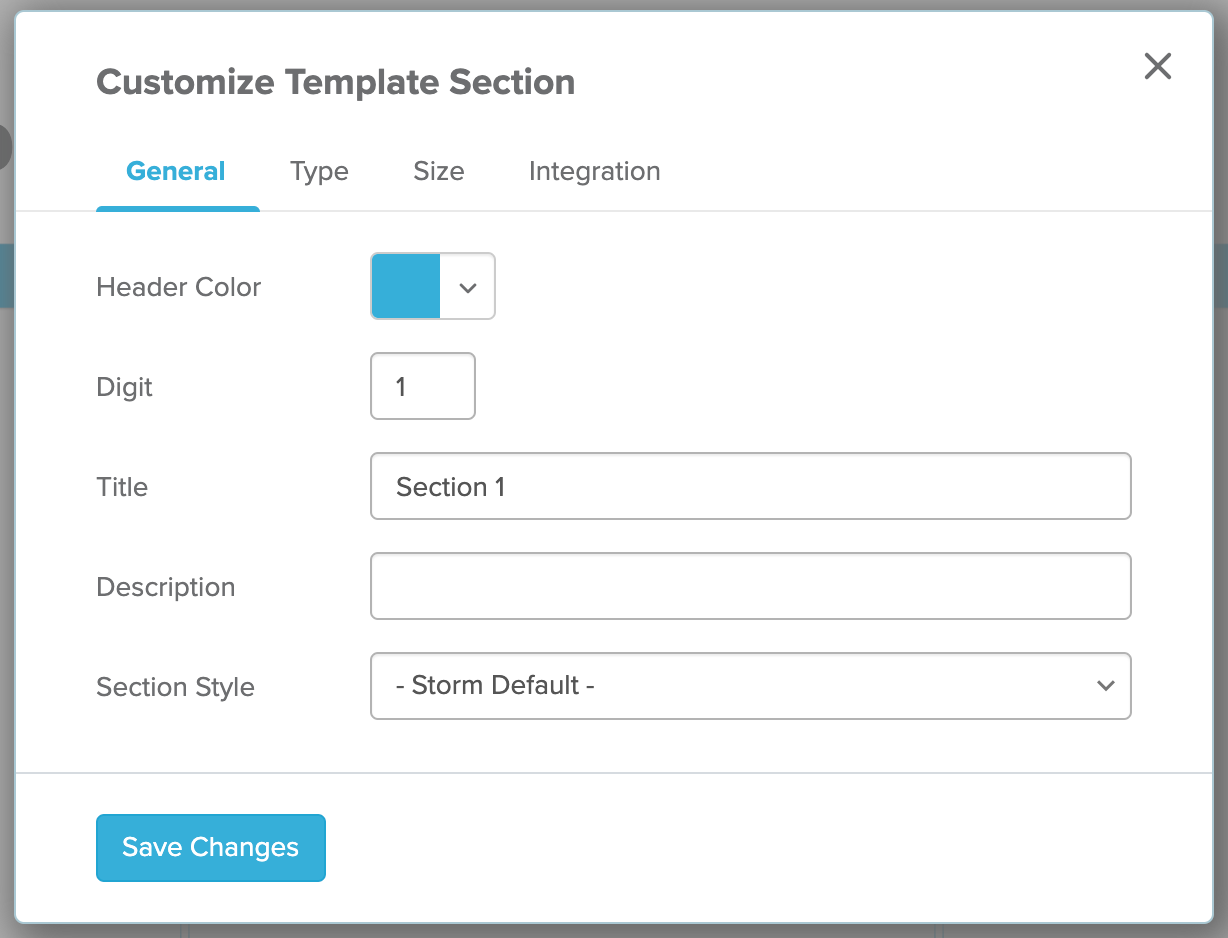 Customize Template Section
General Type Size Integration
Header Color
Digit 1
Title Section 1
Description
Section Style - Storm Default -
Save Changes